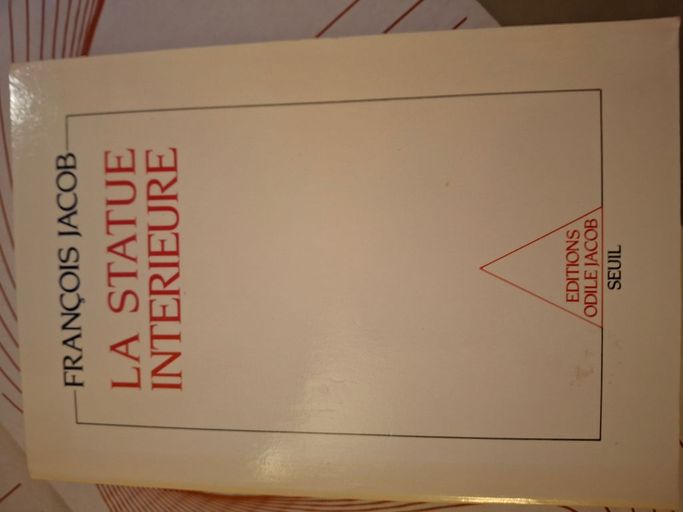 FRANÇOIS JACOB
LA STATUE
INTERIEURE
EDITIONS
ODILE JACOB
SEUIL